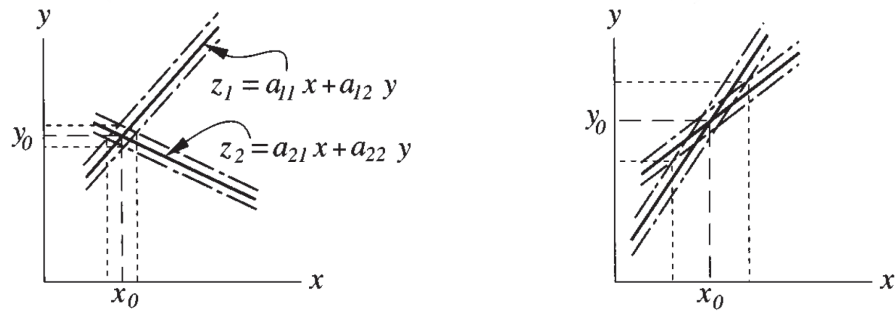 y
z₁ = a₁₁ x + a₁₂ y
y₀
z₂ = a₂₁ x + a₂₂ y
x₀
x
y
y₀
x₀
x